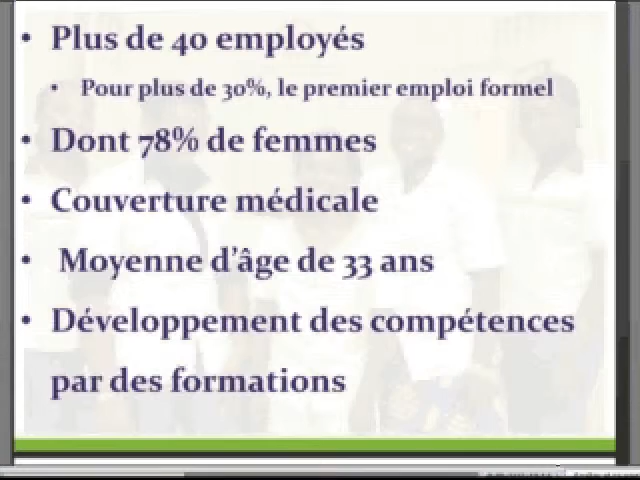 • Plus de 40 employés
• Pour plus de 30%, le premier emploi formel
• Dont 78% de femmes
• Couverture médicale
• Moyenne d'âge de 33 ans
• Développement des compétences
par des formations